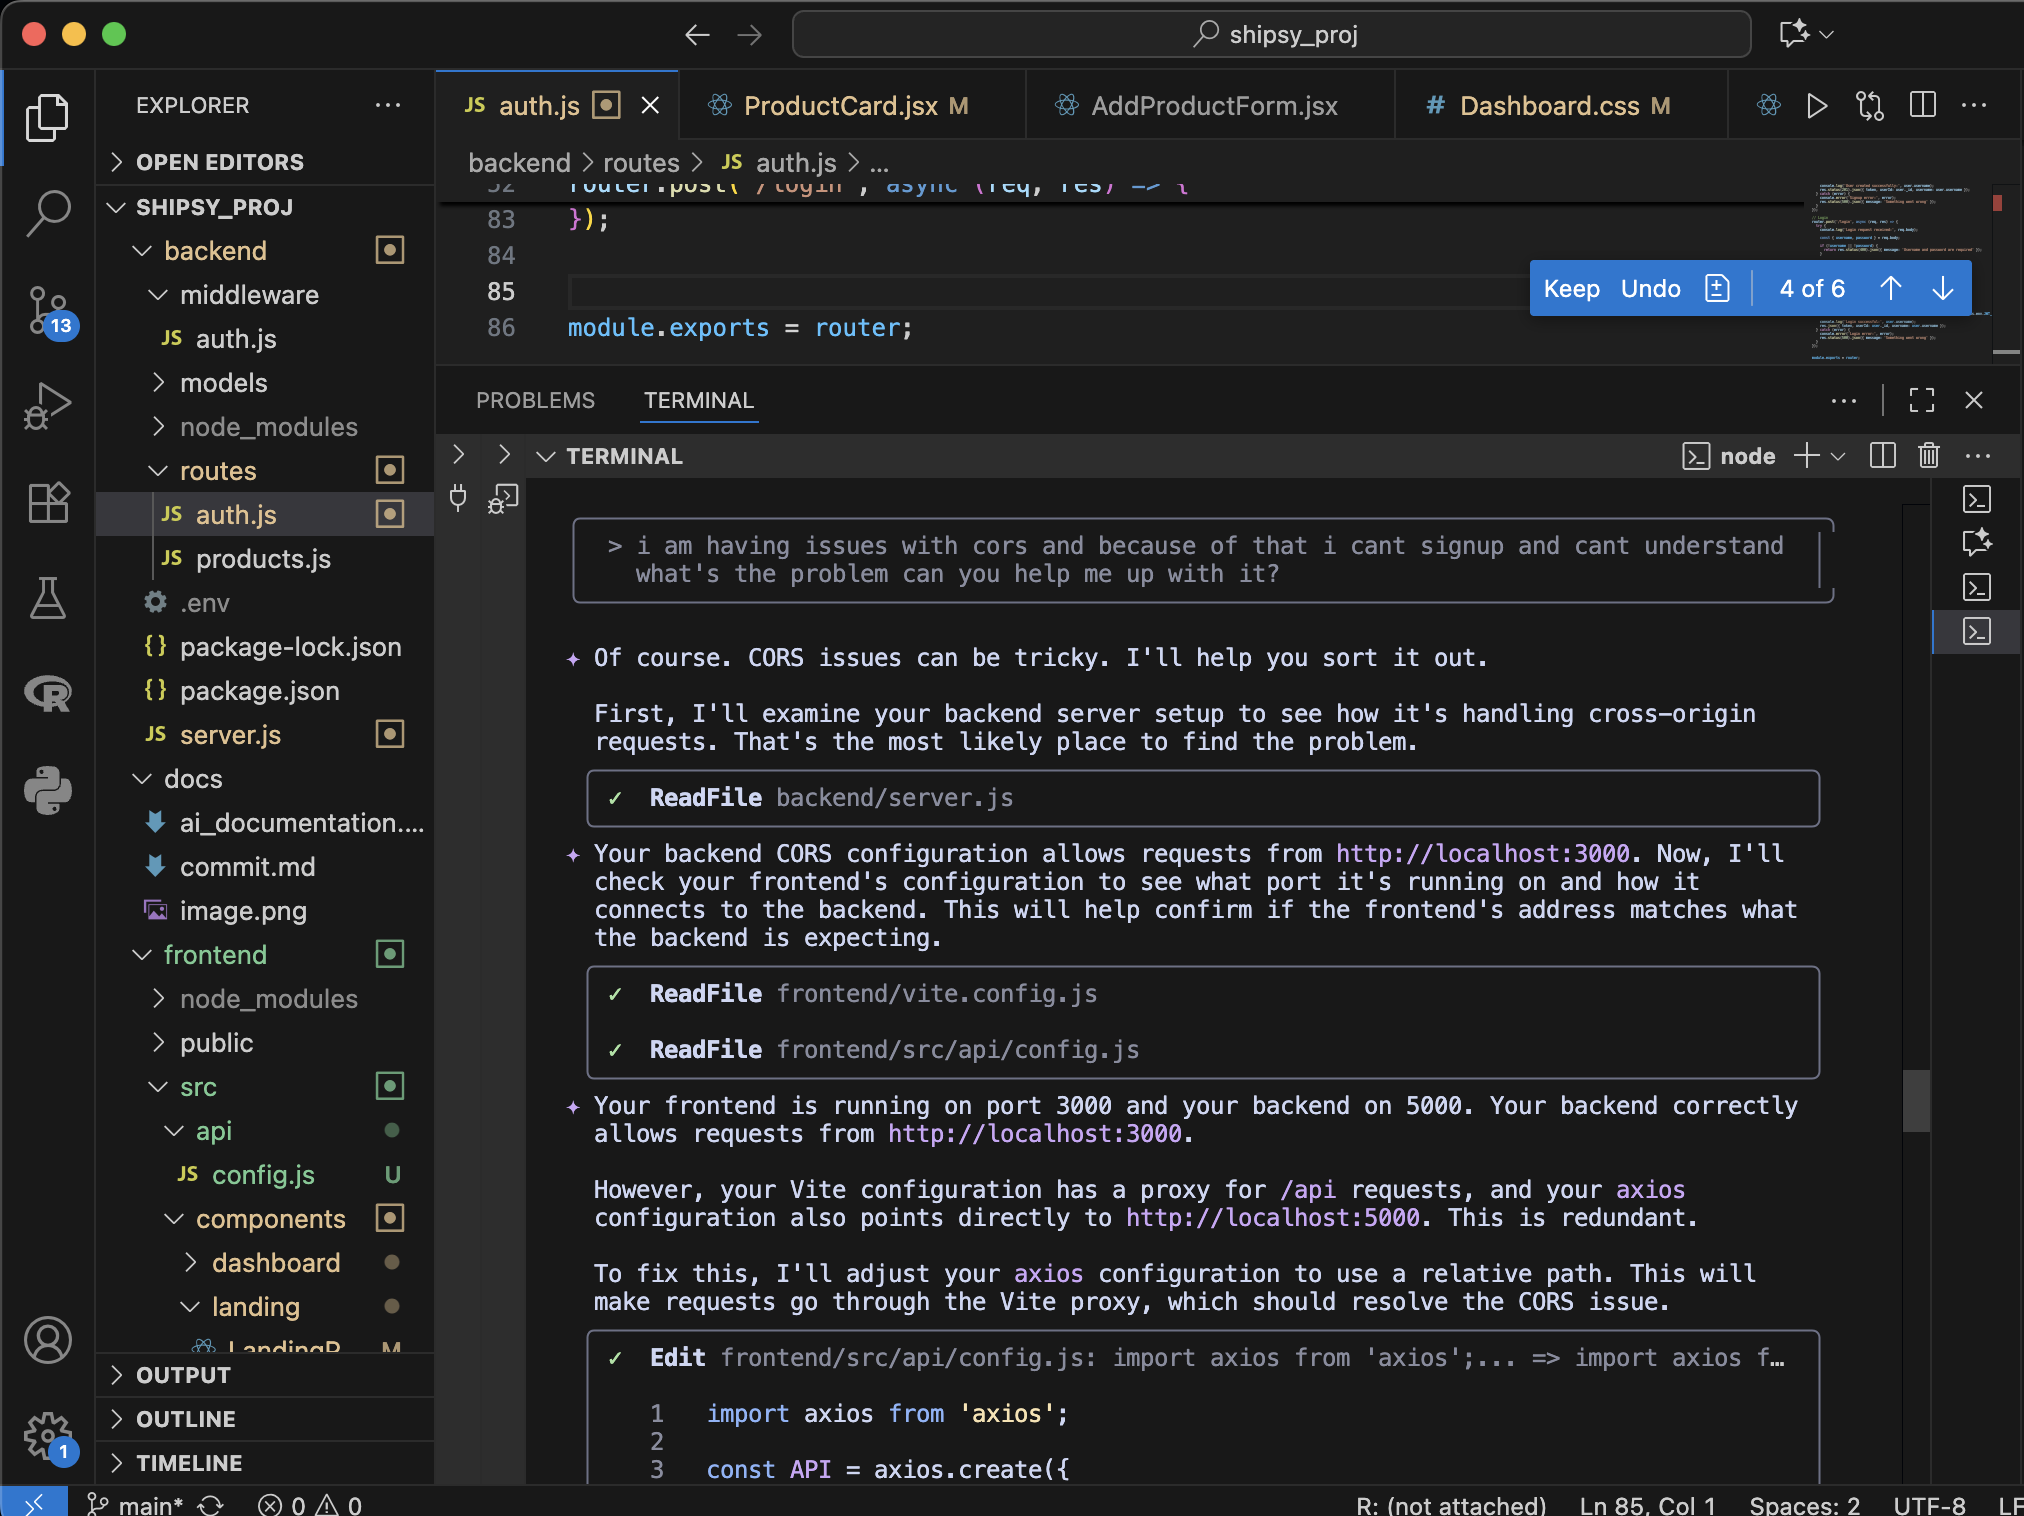 shipsy_proj
EXPLORER
OPEN EDITORS
SHIPSY_PROJ
backend
middleware
JS auth.js
models
node_modules
routes
JS auth.js
JS products.js
.env
{} package-lock.json
{} package.json
JS server.js
docs
ai_documentation....
commit.md
image.png
frontend
node_modules
public
src
api
JS config.js U
components
dashboard
landing
LandingP M
OUTPUT
OUTLINE
TIMELINE
13
1
JS auth.js
ProductCard.jsx M
AddProductForm.jsx
# Dashboard.css M
backend > routes > JS auth.js > ...
52 router.post('/login', async (req, res) => {
83 });
84
85
86 module.exports = router;
Keep Undo 4 of 6
PROBLEMS TERMINAL
TERMINAL
node
> i am having issues with cors and because of that i cant signup and cant understand
what's the problem can you help me up with it?
✦ Of course. CORS issues can be tricky. I'll help you sort it out.
First, I'll examine your backend server setup to see how it's handling cross-origin
requests. That's the most likely place to find the problem.
✓ ReadFile backend/server.js
✦ Your backend CORS configuration allows requests from http://localhost:3000. Now, I'll
check your frontend's configuration to see what port it's running on and how it
connects to the backend. This will help confirm if the frontend's address matches what
the backend is expecting.
✓ ReadFile frontend/vite.config.js
✓ ReadFile frontend/src/api/config.js
✦ Your frontend is running on port 3000 and your backend on 5000. Your backend correctly
allows requests from http://localhost:3000.
However, your Vite configuration has a proxy for /api requests, and your axios
configuration also points directly to http://localhost:5000. This is redundant.
To fix this, I'll adjust your axios configuration to use a relative path. This will
make requests go through the Vite proxy, which should resolve the CORS issue.
✓ Edit frontend/src/api/config.js: import axios from 'axios';... => import axios f…
1 import axios from 'axios';
2
3 const API = axios.create({
main* 0 0
R: (not attached) Ln 85, Col 1 Spaces: 2 UTF-8 LF